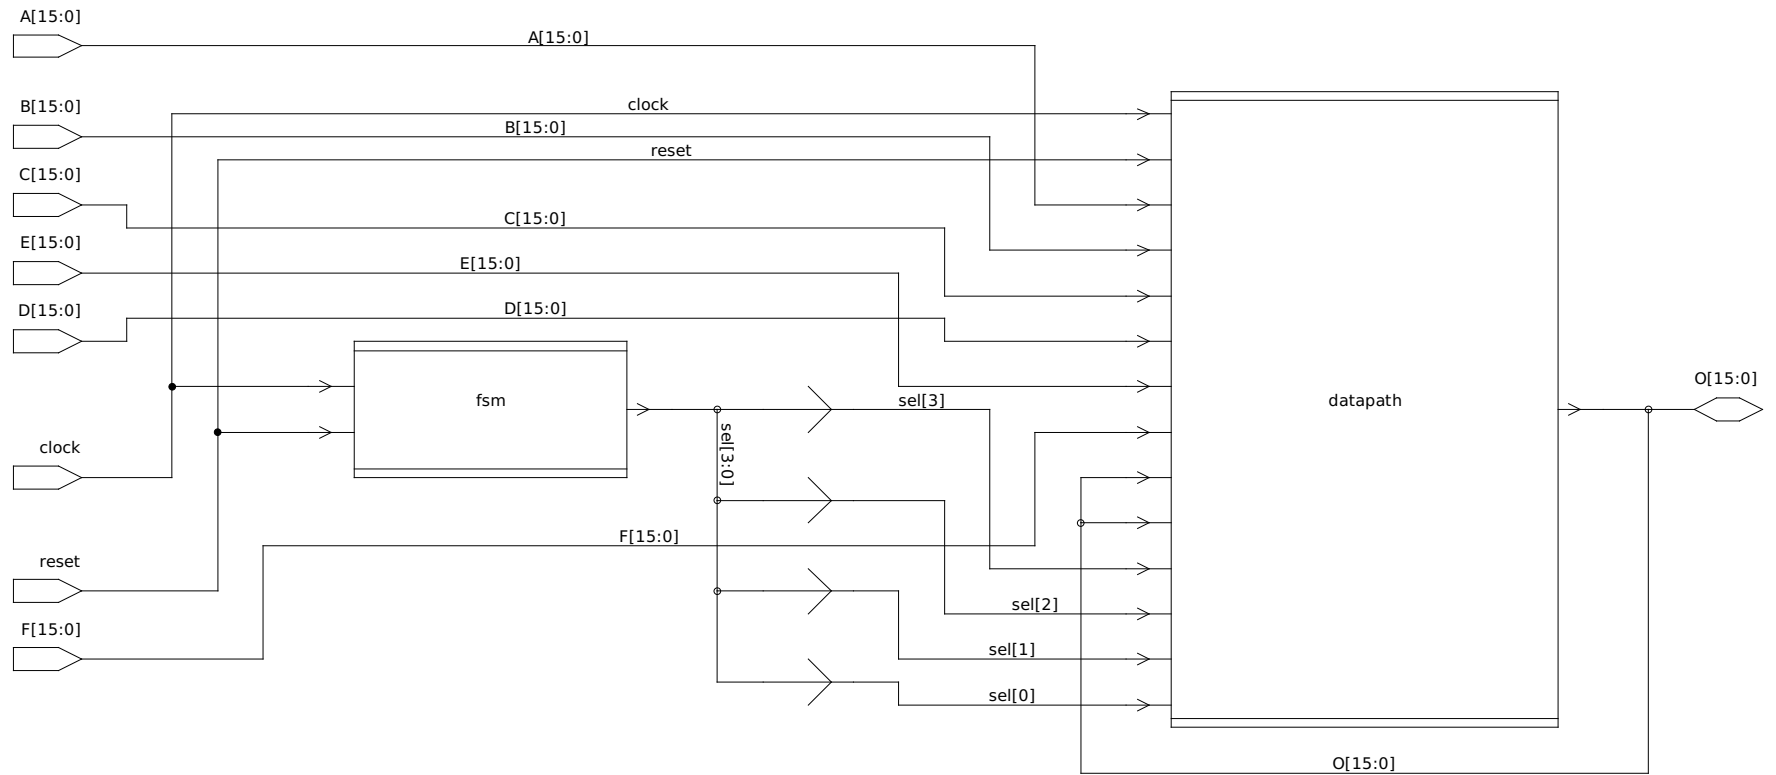 A[15:0]
A[15:0]
B[15:0]
clock
B[15:0]
reset
C[15:0]
C[15:0]
E[15:0]
E[15:0]
D[15:0]
D[15:0]
fsm
sel[3]
datapath
O[15:0]
sel[3:0]
clock
F[15:0]
reset
sel[2]
F[15:0]
sel[1]
sel[0]
O[15:0]